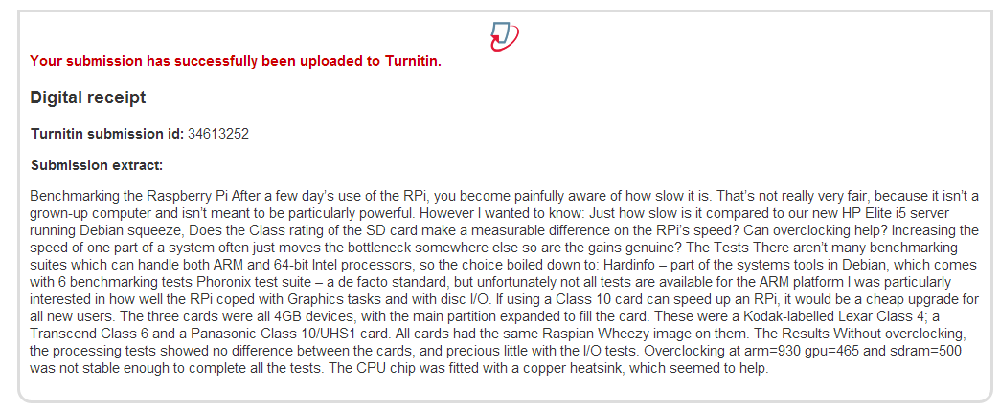 Your submission has successfully been uploaded to Turnitin.
Digital receipt
Turnitin submission id: 34613252
Submission extract:
Benchmarking the Raspberry Pi After a few day's use of the RPi, you become painfully aware of how slow it is. That's not really very fair, because it isn't a
grown-up computer and isn't meant to be particularly powerful. However I wanted to know: Just how slow is it compared to our new HP Elite i5 server
running Debian squeeze, Does the Class rating of the SD card make a measurable difference on the RPi's speed? Can overclocking help? Increasing the
speed of one part of a system often just moves the bottleneck somewhere else so are the gains genuine? The Tests There aren't many benchmarking
suites which can handle both ARM and 64-bit Intel processors, so the choice boiled down to: Hardinfo – part of the systems tools in Debian, which comes
with 6 benchmarking tests Phoronix test suite – a de facto standard, but unfortunately not all tests are available for the ARM platform I was particularly
interested in how well the RPi coped with Graphics tasks and with disc I/O. If using a Class 10 card can speed up an RPi, it would be a cheap upgrade for
all new users. The three cards were all 4GB devices, with the main partition expanded to fill the card. These were a Kodak-labelled Lexar Class 4; a
Transcend Class 6 and a Panasonic Class 10/UHS1 card. All cards had the same Raspian Wheezy image on them. The Results Without overclocking,
the processing tests showed no difference between the cards, and precious little with the I/O tests. Overclocking at arm=930 gpu=465 and sdram=500
was not stable enough to complete all the tests. The CPU chip was fitted with a copper heatsink, which seemed to help.